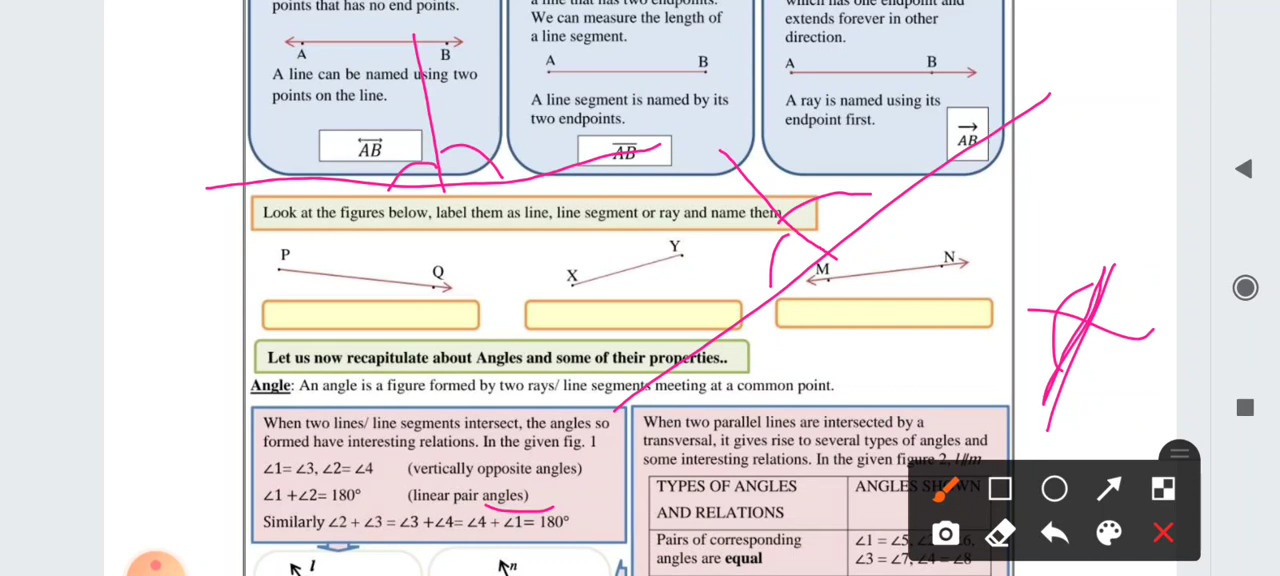 points that has no end points.
A B
A line can be named using two
points on the line.
AB
a line that has two endpoints.
We can measure the length of
a line segment.
A B
A line segment is named by its
two endpoints.
AB
which has one endpoint and
extends forever in other
direction.
A B
A ray is named using its
endpoint first.
AB
Look at the figures below, label them as line, line segment or ray and name them
P Q
X Y
M N
Let us now recapitulate about Angles and some of their properties..
Angle: An angle is a figure formed by two rays/ line segments meeting at a common point.
When two lines/ line segments intersect, the angles so
formed have interesting relations. In the given fig. 1
∠1= ∠3, ∠2= ∠4 (vertically opposite angles)
∠1 +∠2= 180° (linear pair angles)
Similarly ∠2 + ∠3 = ∠3 +∠4= ∠4 + ∠1= 180°
l
n
When two parallel lines are intersected by a
transversal, it gives rise to several types of angles and
some interesting relations. In the given figure 2, l//m
TYPES OF ANGLES
AND RELATIONS
ANGLES SHOWN
Pairs of corresponding
angles are equal
∠1 = ∠5,
∠3 = ∠7, ∠4 = ∠8